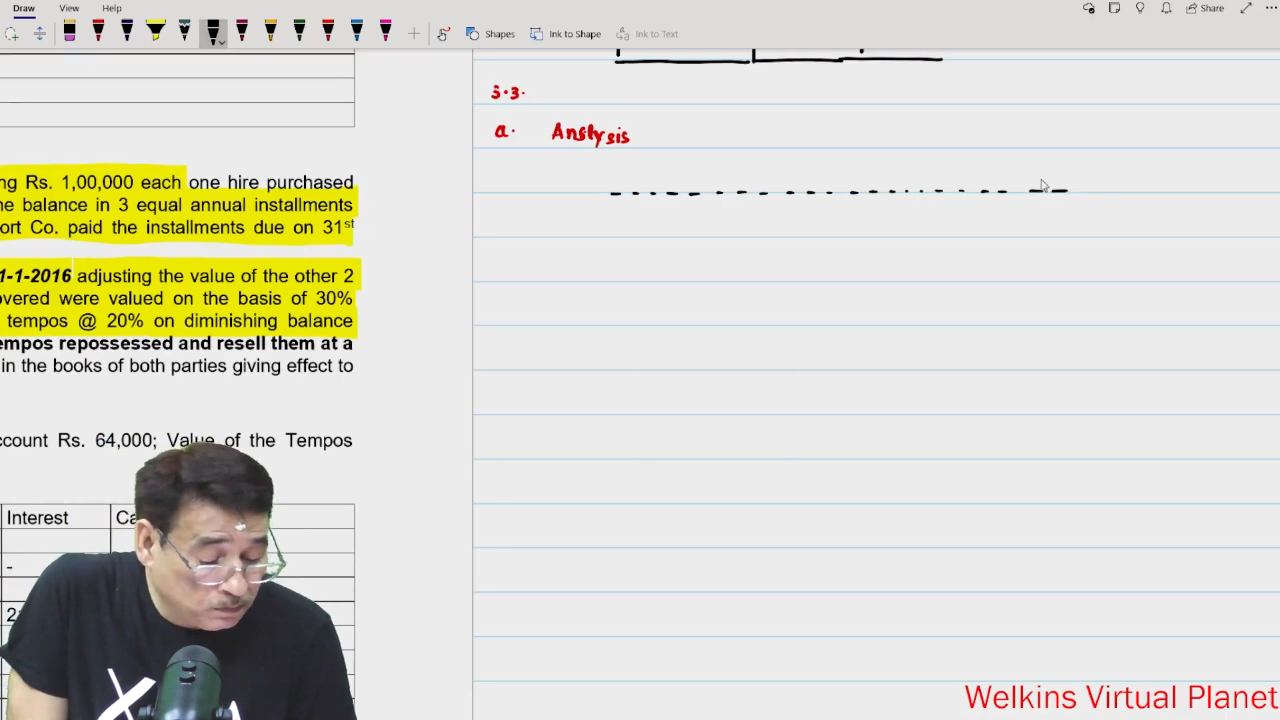 Draw View Help
Share
Shapes Ink to Shape Ink to Text
3.
a. Analysis
ng Rs. 1,00,000 each one hire purchased
ne balance in 3 equal annual installments
ort Co. paid the installments due on 31st
1-1-2016 adjusting the value of the other 2
overed were valued on the basis of 30%
tempos @ 20% on diminishing balance
empos repossessed and resell them at a
in the books of both parties giving effect to
ccount Rs. 64,000; Value of the Tempos
Interest Ca
-
2
Welkins Virtual Planet